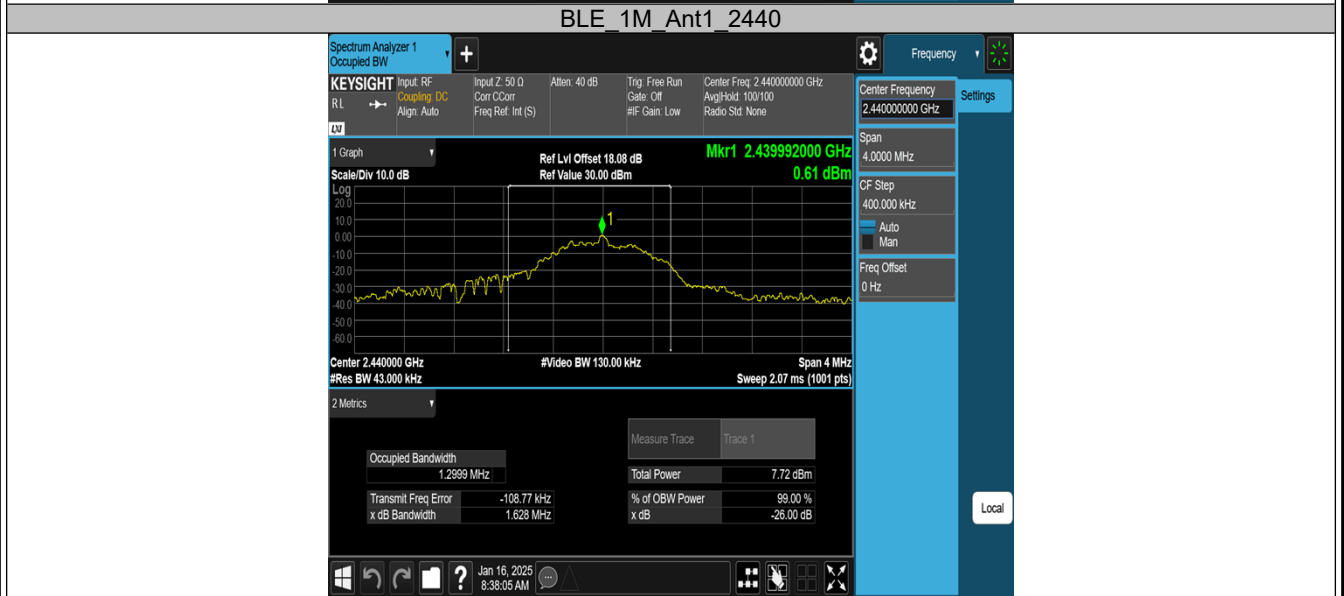 BLE_1M_Ant1_2440
Spectrum Analyzer 1
Occupied BW
+
Frequency
KEYSIGHT
RL
LXI
Input: RF
Coupling: DC
Align: Auto
Input Z: 50 Ω
Corr CCorr
Freq Ref: Int (S)
Atten: 40 dB
Trig: Free Run
Gate: Off
#IF Gain: Low
Center Freq: 2.440000000 GHz
Avg|Hold: 100/100
Radio Std: None
Center Frequency
2.440000000 GHz
Settings
Span
4.0000 MHz
CF Step
400.000 kHz
Auto
Man
Freq Offset
0 Hz
1 Graph
Scale/Div 10.0 dB
Ref Lvl Offset 18.08 dB
Ref Value 30.00 dBm
Mkr1 2.439992000 GHz
0.61 dBm
Log
20.0
10.0
0.00
-10.0
-20.0
-30.0
-40.0
-50.0
-60.0
1
Center 2.440000 GHz
#Video BW 130.00 kHz
Span 4 MHz
#Res BW 43.000 kHz
Sweep 2.07 ms (1001 pts)
2 Metrics
Measure Trace Trace 1
Occupied Bandwidth
1.2999 MHz
Total Power 7.72 dBm
Transmit Freq Error -108.77 kHz
% of OBW Power 99.00 %
x dB Bandwidth 1.628 MHz
x dB -26.00 dB
Local
?
Jan 16, 2025
8:38:05 AM